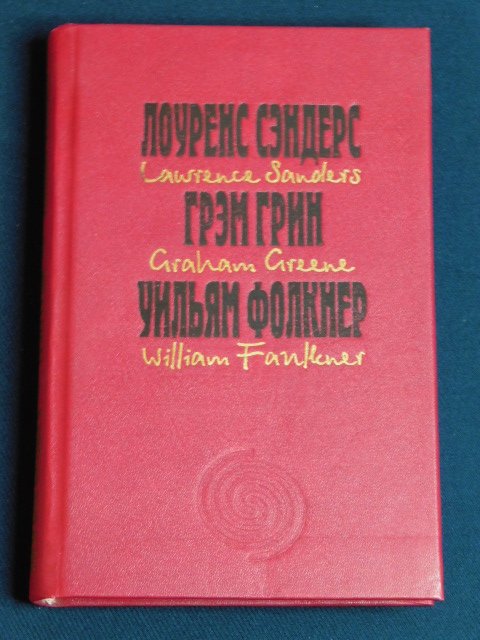 ЛОУРЕНС СЭНДЕРС
Lawrence Sanders
ГРЭМ ГРИН
Graham Greene
УИЛЬЯМ ФОЛКНЕР
William Faulkner